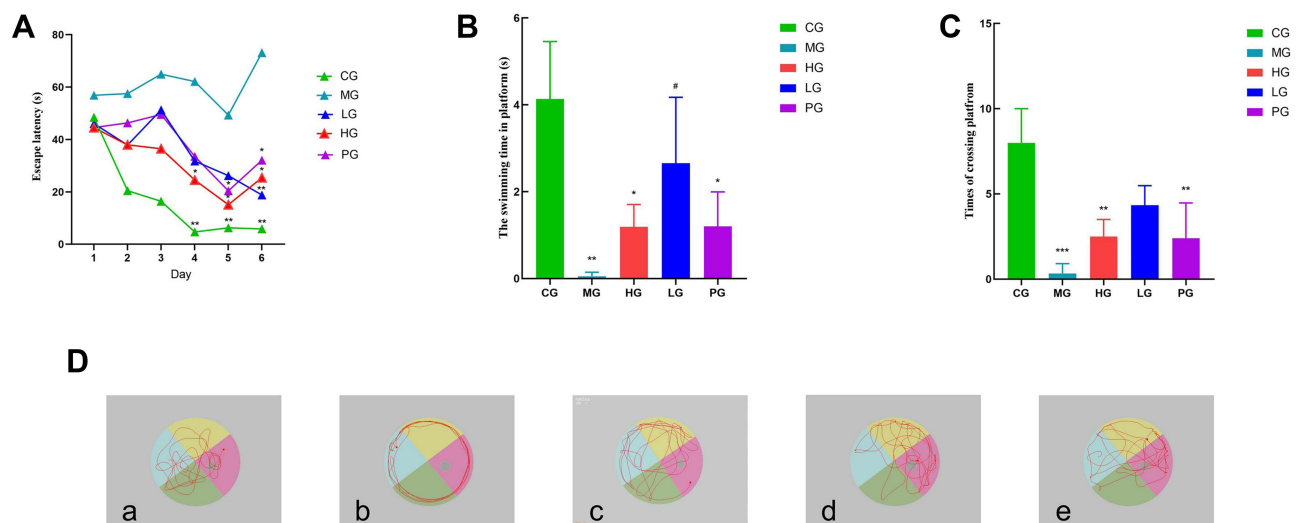 A
Escape latency (s)
80
60
40
20
0
1 2 3 4 5 6
Day
*
*
**
*
*
*
**
**
**
CG
MG
LG
HG
PG
B
The swimming time in platform (s)
6
4
2
0
**
*
#
*
CG MG HG LG PG
CG
MG
HG
LG
PG
C
Times of crossing platfrom
15
10
5
0
***
**
**
CG MG HG LG PG
CG
MG
HG
LG
PG
D
a
b
c
d
e